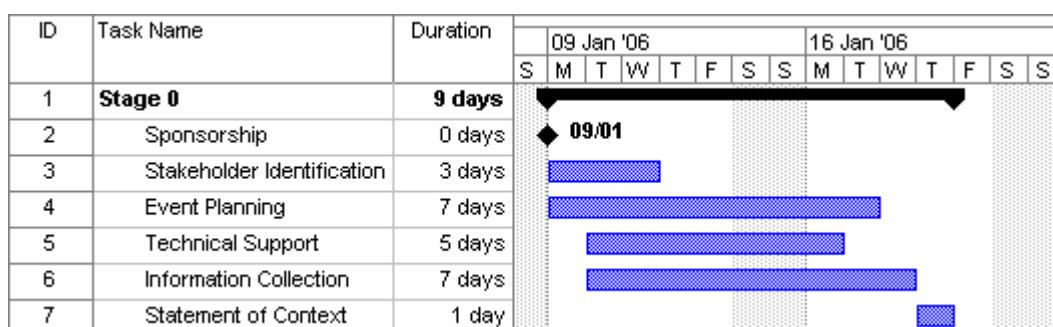 ID Task Name Duration 09 Jan '06 16 Jan '06
S M T W T F S S M T W T F S S
1 Stage 0 9 days
2 Sponsorship 0 days 09/01
3 Stakeholder Identification 3 days
4 Event Planning 7 days
5 Technical Support 5 days
6 Information Collection 7 days
7 Statement of Context 1 day